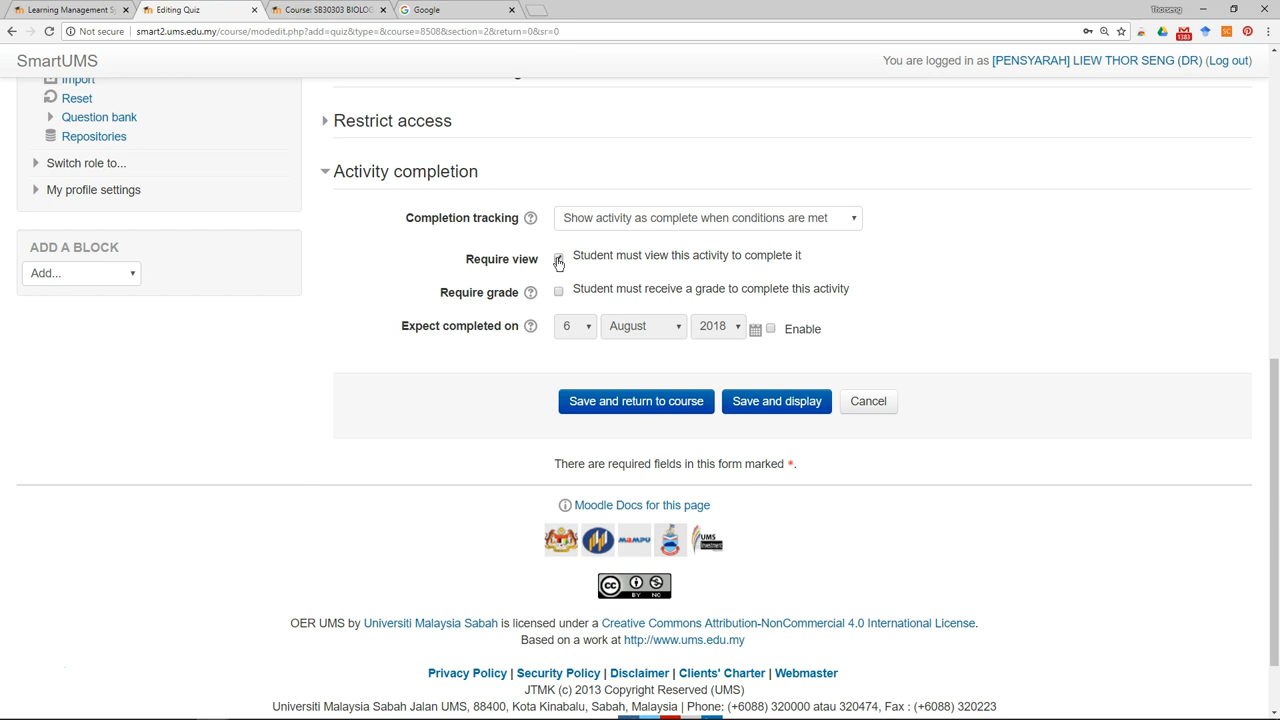 Learning Management S
Editing Quiz
Course: SB30303 BIOLOG
Google
Thorseng
Not secure
smart2.ums.edu.my/course/modedit.php?add=quiz&type=&course=8508&section=2&return=0&sr=0
1383
SmartUMS
You are logged in as [PENSYARAH] LIEW THOR SENG (DR) (Log out)
Import
Reset
Question bank
Repositories
Switch role to...
My profile settings
ADD A BLOCK
Add...
Restrict access
Activity completion
Completion tracking
Show activity as complete when conditions are met
Require view
Student must view this activity to complete it
Require grade
Student must receive a grade to complete this activity
Expect completed on
6 August 2018 Enable
Save and return to course
Save and display
Cancel
There are required fields in this form marked *.
Moodle Docs for this page
MAMPU
UMS
Investment
CC BY NC
OER UMS by Universiti Malaysia Sabah is licensed under a Creative Commons Attribution-NonCommercial 4.0 International License.
Based on a work at http://www.ums.edu.my
Privacy Policy | Security Policy | Disclaimer | Clients' Charter | Webmaster
JTMK (c) 2013 Copyright Reserved (UMS)
Universiti Malaysia Sabah Jalan UMS, 88400, Kota Kinabalu, Sabah, Malaysia | Phone: (+6088) 320000 atau 320474, Fax : (+6088) 320223